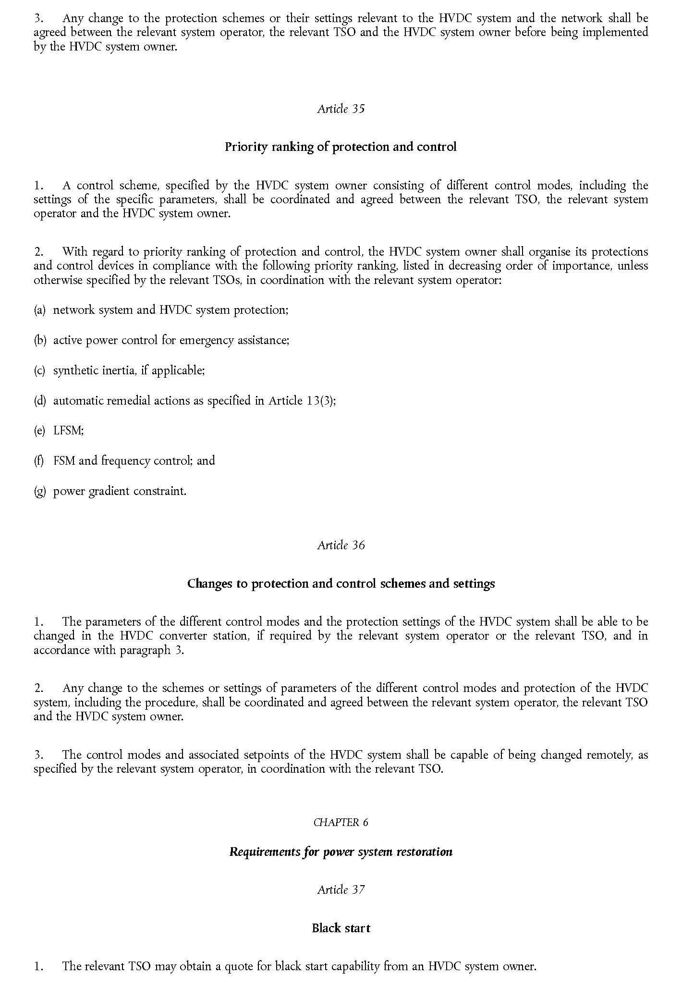 3. Any change to the protection schemes or their settings relevant to the HVDC system and the network shall be
agreed between the relevant system operator, the relevant TSO and the HVDC system owner before being implemented
by the HVDC system owner.
Article 35
Priority ranking of protection and control
1. A control scheme, specified by the HVDC system owner consisting of different control modes, including the
settings of the specific parameters, shall be coordinated and agreed between the relevant TSO, the relevant system
operator and the HVDC system owner.
2. With regard to priority ranking of protection and control, the HVDC system owner shall organise its protections
and control devices in compliance with the following priority ranking, listed in decreasing order of importance, unless
otherwise specified by the relevant TSOs, in coordination with the relevant system operator:
(a) network system and HVDC system protection;
(b) active power control for emergency assistance;
(c) synthetic inertia, if applicable;
(d) automatic remedial actions as specified in Article 13(3);
(e) LFSM;
(f) FSM and frequency control; and
(g) power gradient constraint.
Article 36
Changes to protection and control schemes and settings
1. The parameters of the different control modes and the protection settings of the HVDC system shall be able to be
changed in the HVDC converter station, if required by the relevant system operator or the relevant TSO, and in
accordance with paragraph 3.
2. Any change to the schemes or settings of parameters of the different control modes and protection of the HVDC
system, including the procedure, shall be coordinated and agreed between the relevant system operator, the relevant TSO
and the HVDC system owner.
3. The control modes and associated setpoints of the HVDC system shall be capable of being changed remotely, as
specified by the relevant system operator, in coordination with the relevant TSO.
CHAPTER 6
Requirements for power system restoration
Article 37
Black start
1. The relevant TSO may obtain a quote for black start capability from an HVDC system owner.